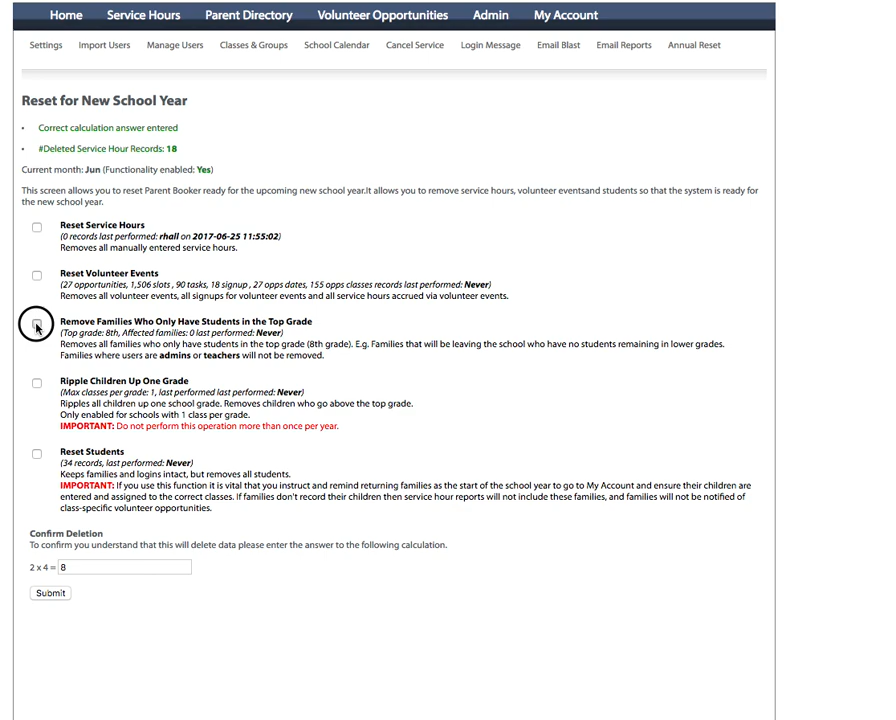 Home Service Hours Parent Directory Volunteer Opportunities Admin My Account
Settings Import Users Manage Users Classes & Groups School Calendar Cancel Service Login Message Email Blast Email Reports Annual Reset
Reset for New School Year
• Correct calculation answer entered
• #Deleted Service Hour Records: 18
Current month: Jun (Functionality enabled: Yes)
This screen allows you to reset Parent Booker ready for the upcoming new school year.It allows you to remove service hours, volunteer eventsand students so that the system is ready for
the new school year.
Reset Service Hours
(0 records last performed: rhall on 2017-06-25 11:55:02)
Removes all manually entered service hours.
Reset Volunteer Events
(27 opportunities, 1,506 slots , 90 tasks, 18 signup , 27 opps dates, 155 opps classes records last performed: Never)
Removes all volunteer events, all signups for volunteer events and all service hours accrued via volunteer events.
Remove Families Who Only Have Students in the Top Grade
(Top grade: 8th, Affected families: 0 last performed: Never)
Removes all families who only have students in the top grade (8th grade). E.g. Families that will be leaving the school who have no students remaining in lower grades.
Families where users are admins or teachers will not be removed.
Ripple Children Up One Grade
(Max classes per grade: 1, last performed last performed: Never)
Ripples all children up one school grade. Removes children who go above the top grade.
Only enabled for schools with 1 class per grade.
IMPORTANT: Do not perform this operation more than once per year.
Reset Students
(34 records, last performed: Never)
Keeps families and logins intact, but removes all students.
IMPORTANT: If you use this function it is vital that you instruct and remind returning families as the start of the school year to go to My Account and ensure their children are
entered and assigned to the correct classes. If families don't record their children then service hour reports will not include these families, and families will not be notified of
class-specific volunteer opportunities.
Confirm Deletion
To confirm you understand that this will delete data please enter the answer to the following calculation.
2 x 4 = 8
Submit